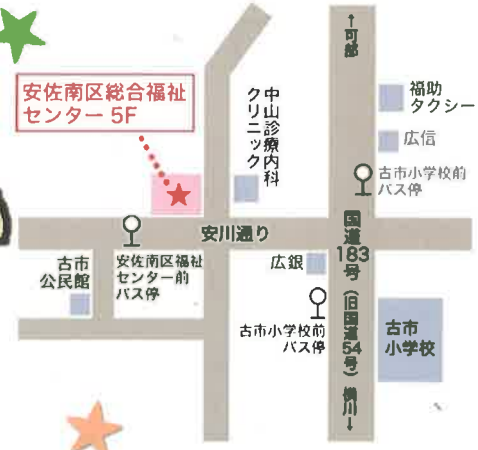 ↑可部
安佐南区総合福祉
センター 5F
中山診療内科
クリニック
福助
タクシー
広信
古市小学校前
バス停
安川通り
国道183号（旧国道54号）
横川↓
古市
公民館
安佐南区福祉
センター前
バス停
広銀
古市小学校前
バス停
古市
小学校